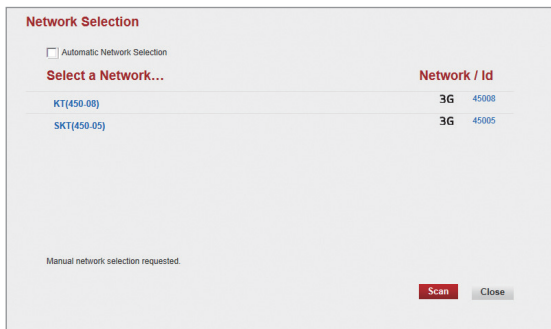 Network Selection
Automatic Network Selection
Select a Network... Network / Id
KT(450-08) 3G 45008
SKT(450-05) 3G 45005
Manual network selection requested.
Scan Close